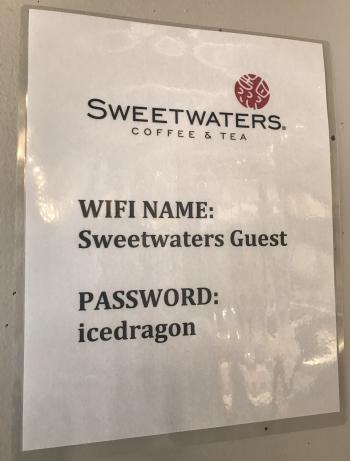 SWEETWATERS®
COFFEE & TEA
WIFI NAME:
Sweetwaters Guest
PASSWORD:
icedragon